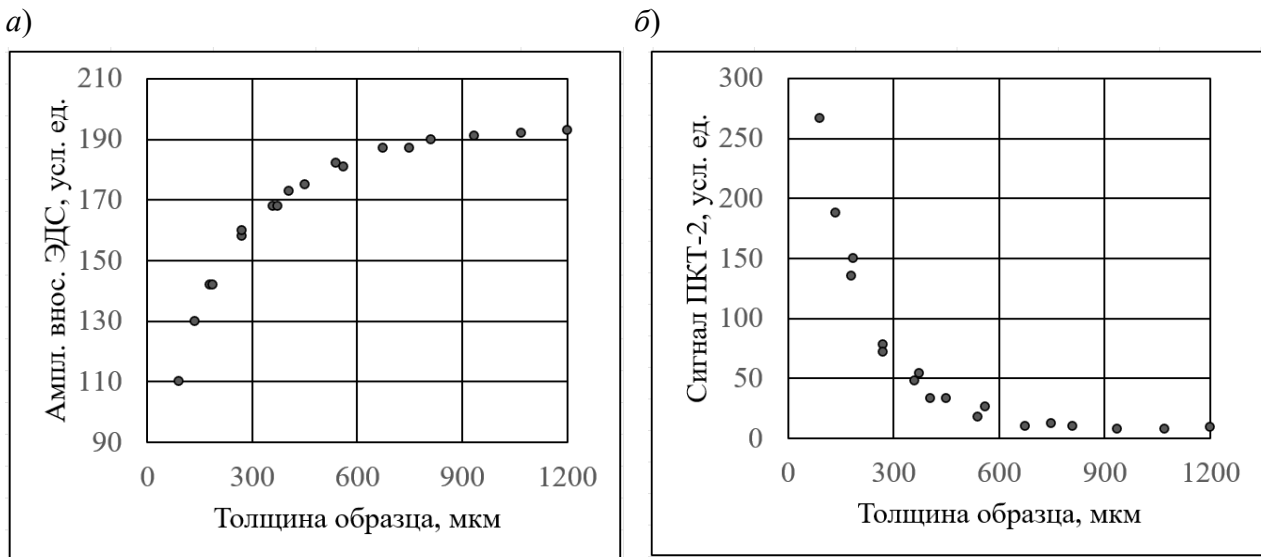 а)
Ампл. внос. ЭДС, усл. ед.
210
190
170
150
130
110
90
0 300 600 900 1200
Толщина образца, мкм
б)
Сигнал ПКТ-2, усл. ед.
300
250
200
150
100
50
0
0 300 600 900 1200
Толщина образца, мкм